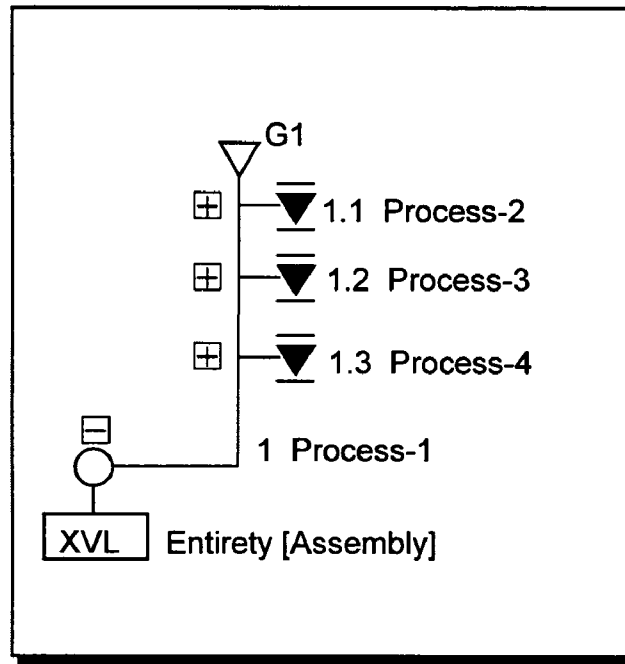 G1
1.1 Process-2
1.2 Process-3
1.3 Process-4
1 Process-1
XVL Entirety [Assembly]